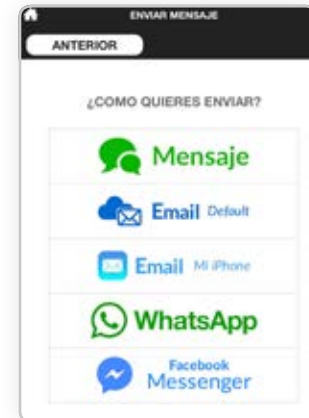 ENVIAR MENSAJE
ANTERIOR
¿COMO QUIERES ENVIAR?
Mensaje
Email Default
Email Mi iPhone
WhatsApp
Facebook
Messenger